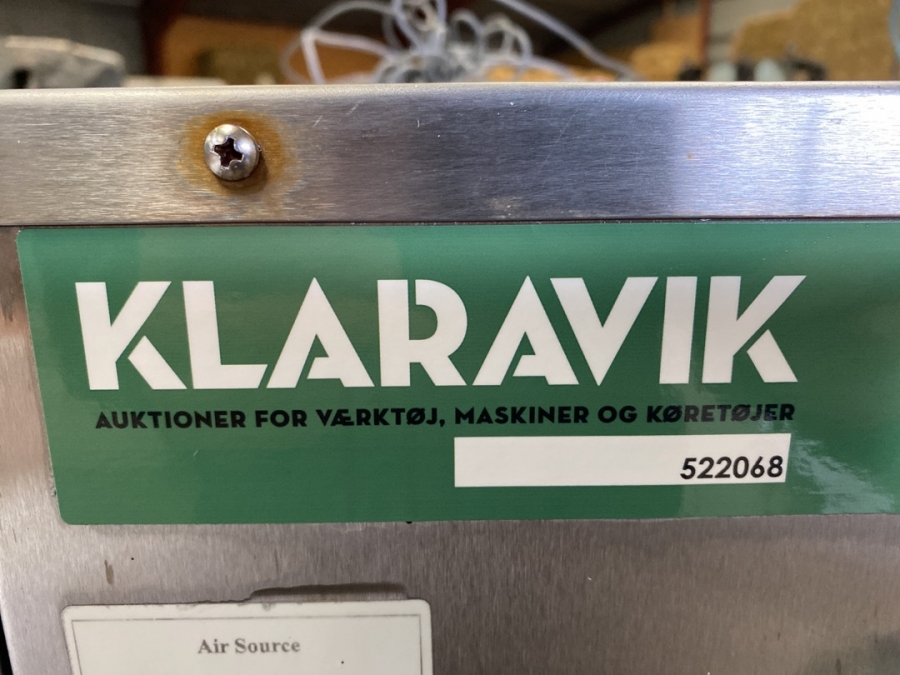 KLARAVIK
AUKTIONER FOR VÆRKTØJ, MASKINER OG KØRETØJER
522068
Air Source